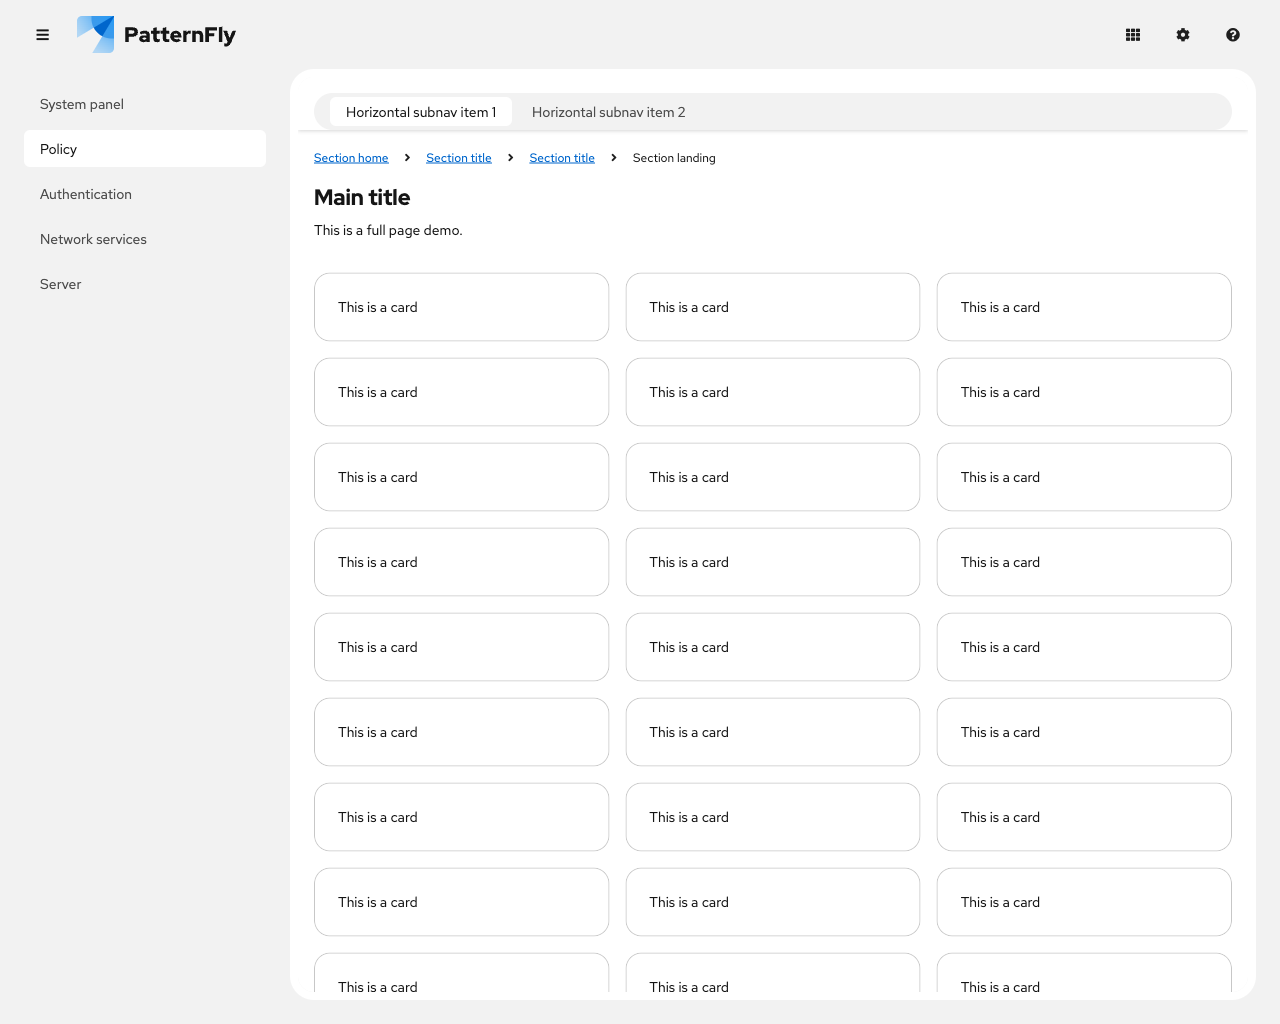 PatternFly
System panel
Policy
Authentication
Network services
Server
Horizontal subnav item 1 Horizontal subnav item 2
Section home Section title Section title Section landing
Main title
This is a full page demo.
This is a card This is a card This is a card
This is a card This is a card This is a card
This is a card This is a card This is a card
This is a card This is a card This is a card
This is a card This is a card This is a card
This is a card This is a card This is a card
This is a card This is a card This is a card
This is a card This is a card This is a card
This is a card This is a card This is a card